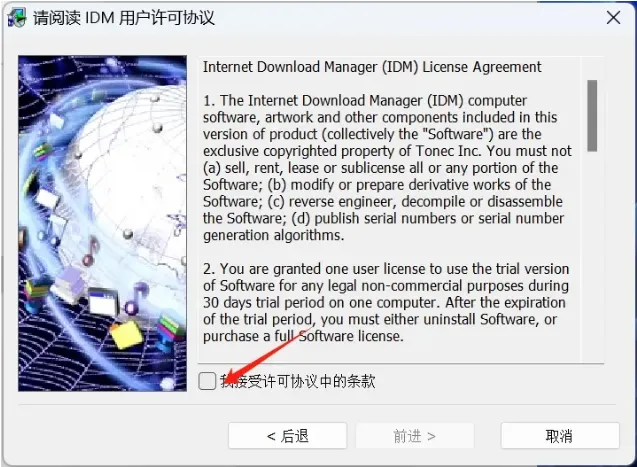 请阅读 IDM 用户许可协议
Internet Download Manager (IDM) License Agreement
1. The Internet Download Manager (IDM) computer
software, artwork and other components included in this
version of product (collectively the "Software") are the
exclusive copyrighted property of Tonec Inc. You must not
(a) sell, rent, lease or sublicense all or any portion of the
Software; (b) modify or prepare derivative works of the
Software; (c) reverse engineer, decompile or disassemble
the Software; (d) publish serial numbers or serial number
generation algorithms.
2. You are granted one user license to use the trial version
of Software for any legal non-commercial purposes during
30 days trial period on one computer. After the expiration
of the trial period, you must either uninstall Software, or
purchase a full Software license.
我接受许可协议中的条款
< 后退
前进 >
取消